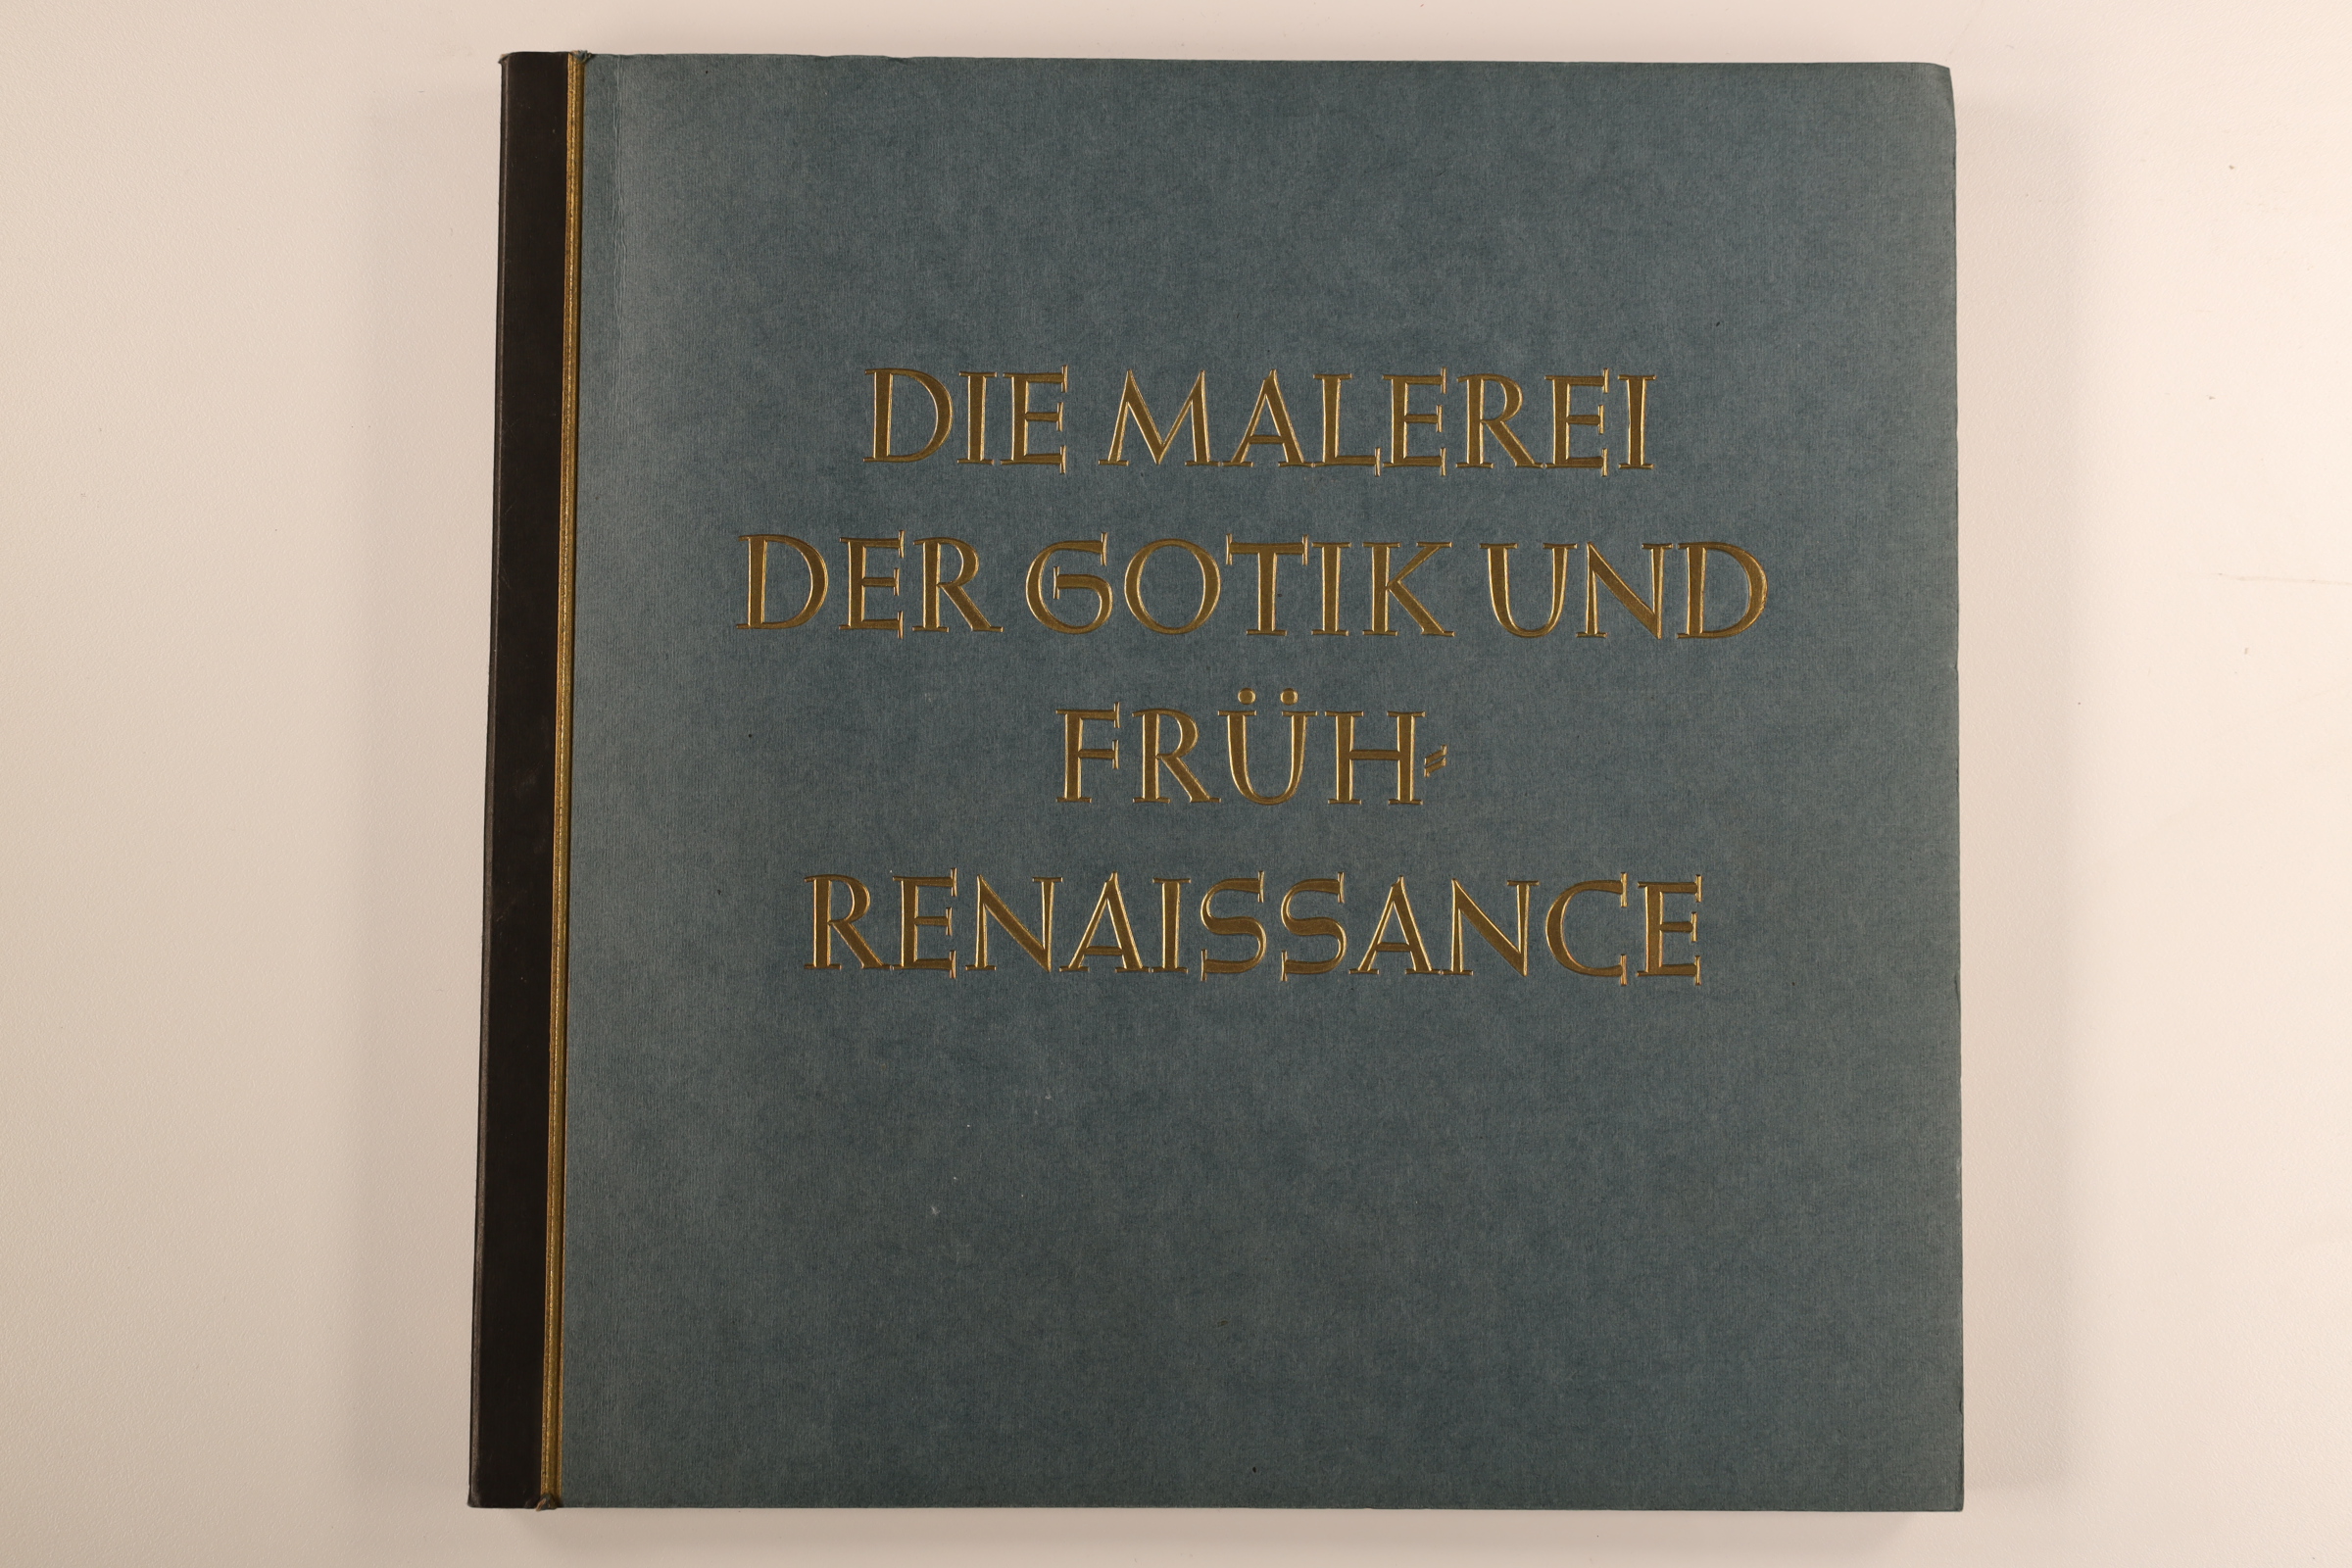 DIE MALEREI
DER GOTIK UND
FRÜH-
RENAISSANCE